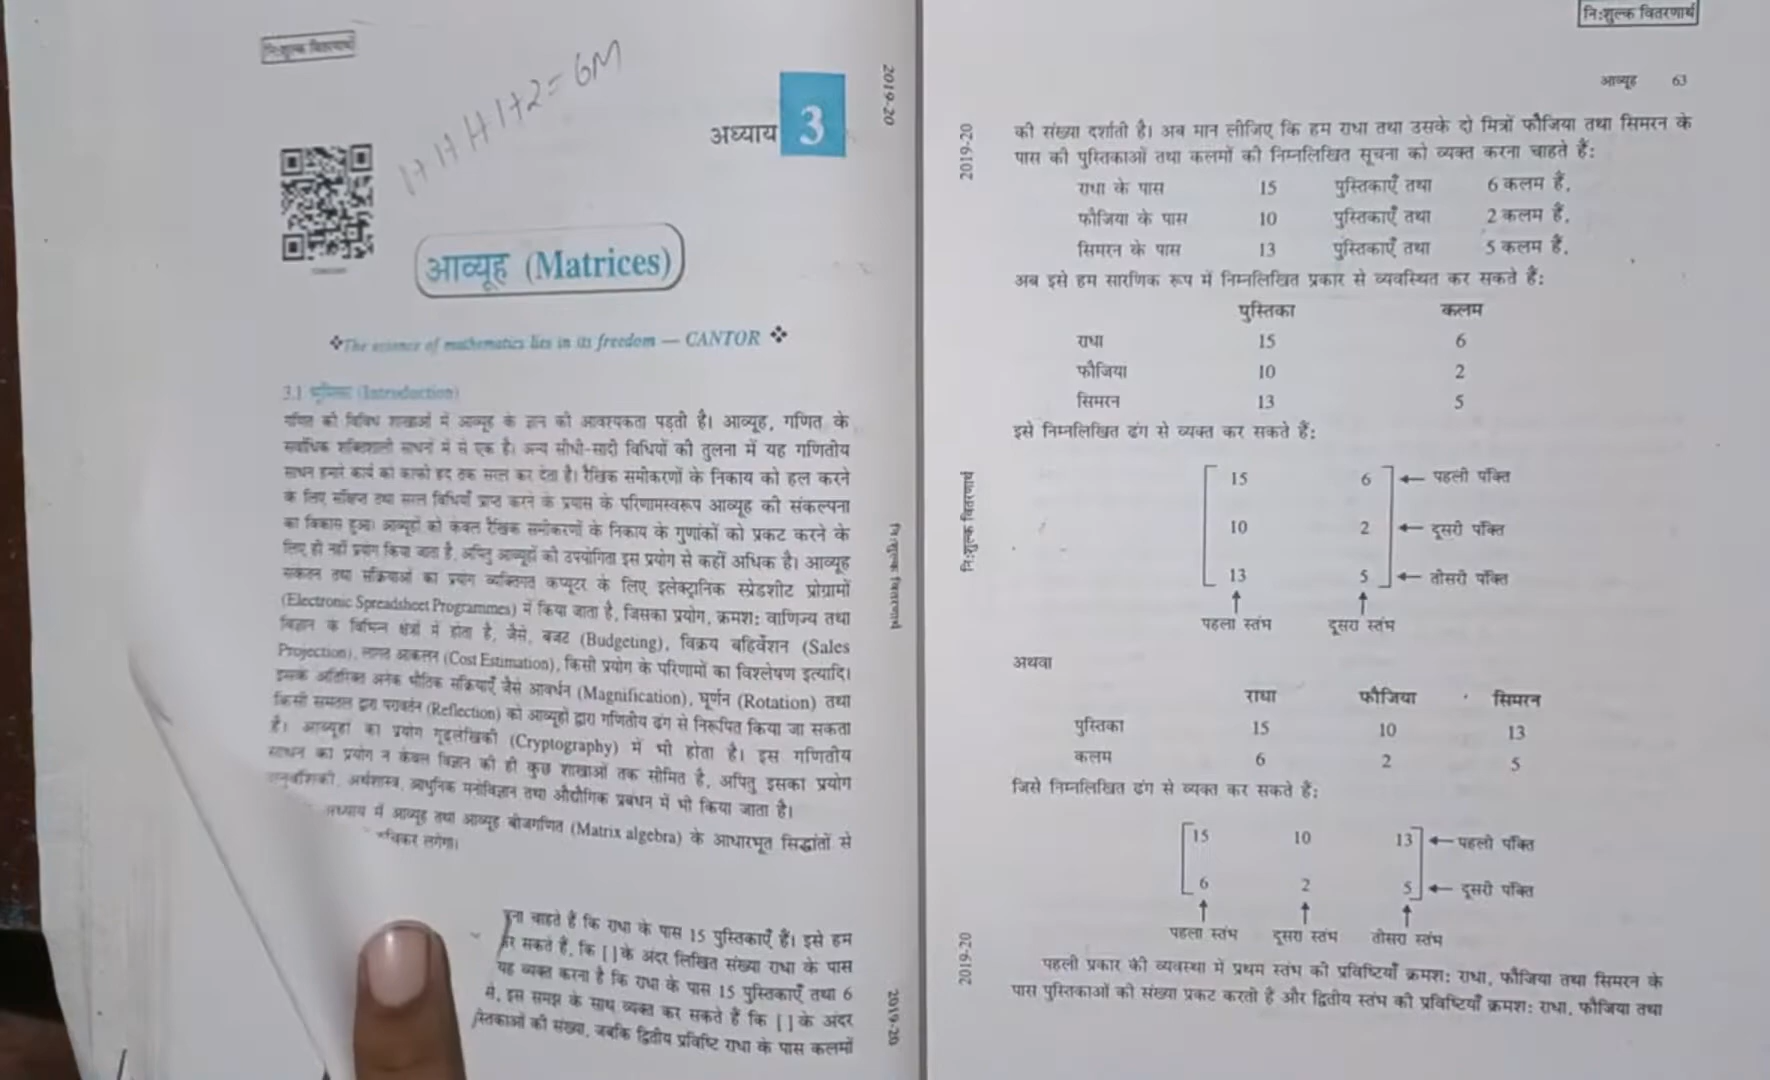 नि:शुल्क वितरणार्थ
1+1+1+1+2=6M
अध्याय 3
आव्यूह (Matrices)
❖The essence of mathematics lies in its freedom — CANTOR ❖
3.1 भूमिका (Introduction)
गणित की विविध शाखाओं में आव्यूह के ज्ञान की आवश्यकता पड़ती है। आव्यूह, गणित के
सर्वाधिक शक्तिशाली साधनों में से एक है। अन्य सीधी-सादी विधियों की तुलना में यह गणितीय
साधन हमारे कार्य को काफी हद तक सरल कर देता है। रैखिक समीकरणों के निकाय को हल करने
के लिए संक्षिप्त तथा सरल विधियाँ प्राप्त करने के प्रयास के परिणामस्वरूप आव्यूह की संकल्पना
का विकास हुआ। आव्यूहों को केवल रैखिक समीकरणों के निकाय के गुणांकों को प्रकट करने के
लिए ही नहीं प्रयोग किया जाता है, अपितु आव्यूहों की उपयोगिता इस प्रयोग से कहीं अधिक है। आव्यूह
संकेतन तथा संक्रियाओं का प्रयोग व्यक्तिगत कंप्यूटर के लिए इलेक्ट्रानिक स्प्रेडशीट प्रोग्रामों
(Electronic Spreadsheet Programmes) में किया जाता है, जिसका प्रयोग, क्रमश: वाणिज्य तथा
विज्ञान के विभिन्न क्षेत्रों में होता है, जैसे, बजट (Budgeting), विक्रय बहिर्वेशन (Sales
Projection), लागत आकलन (Cost Estimation), किसी प्रयोग के परिणामों का विश्लेषण इत्यादि।
इसके अतिरिक्त अनेक भौतिक संक्रियाएँ जैसे आवर्धन (Magnification), घूर्णन (Rotation) तथा
किसी समतल द्वारा परावर्तन (Reflection) को आव्यूहों द्वारा गणितीय ढंग से निरूपित किया जा सकता
है। आव्यूहों का प्रयोग गूढ़लेखिकी (Cryptography) में भी होता है। इस गणितीय
साधन का प्रयोग न केवल विज्ञान की ही कुछ शाखाओं तक सीमित है, अपितु इसका प्रयोग
अर्थशास्त्र, आधुनिक मनोविज्ञान तथा औद्यौगिक प्रबंधन में भी किया जाता है।
अध्याय में आव्यूह तथा आव्यूह बीजगणित (Matrix algebra) के आधारभूत सिद्धांतों से
लगेगा।
चाहते हैं कि राधा के पास 15 पुस्तिकाएँ हैं। इसे हम
सकते हैं, कि [ ] के अंदर लिखित संख्या राधा के पास
यह व्यक्त करना है कि राधा के पास 15 पुस्तिकाएँ तथा 6
में, इस समझ के साथ व्यक्त कर सकते हैं कि [ ] के अंदर
की संख्या, जबकि द्वितीय प्रविष्टि राधा के पास कलमों
2019-20
नि:शुल्क वितरणार्थ
2019-20
नि:शुल्क वितरणार्थ
आव्यूह 63
की संख्या दर्शाती है। अब मान लीजिए कि हम राधा तथा उसके दो मित्रों फौजिया तथा सिमरन के
पास की पुस्तिकाओं तथा कलमों की निम्नलिखित सूचना को व्यक्त करना चाहते हैं:
राधा के पास 15 पुस्तिकाएँ तथा 6 कलम हैं,
फौजिया के पास 10 पुस्तिकाएँ तथा 2 कलम हैं,
सिमरन के पास 13 पुस्तिकाएँ तथा 5 कलम हैं,
अब इसे हम सारणिक रूप में निम्नलिखित प्रकार से व्यवस्थित कर सकते हैं:
पुस्तिका कलम
राधा 15 6
फौजिया 10 2
सिमरन 13 5
इसे निम्नलिखित ढंग से व्यक्त कर सकते हैं:
15 6 ← पहली पंक्ति
10 2 ← दूसरी पंक्ति
13 5 ← तीसरी पंक्ति
↑ ↑
पहला स्तंभ दूसरा स्तंभ
अथवा
राधा फौजिया सिमरन
पुस्तिका 15 10 13
कलम 6 2 5
जिसे निम्नलिखित ढंग से व्यक्त कर सकते हैं:
15 10 13 ← पहली पंक्ति
6 2 5 ← दूसरी पंक्ति
↑ ↑ ↑
पहला स्तंभ दूसरा स्तंभ तीसरा स्तंभ
पहली प्रकार की व्यवस्था में प्रथम स्तंभ की प्रविष्टियाँ क्रमश: राधा, फौजिया तथा सिमरन के
पास पुस्तिकाओं की संख्या प्रकट करती हैं और द्वितीय स्तंभ की प्रविष्टियाँ क्रमश: राधा, फौजिया तथा
2019-20
नि:शुल्क वितरणार्थ
2019-20